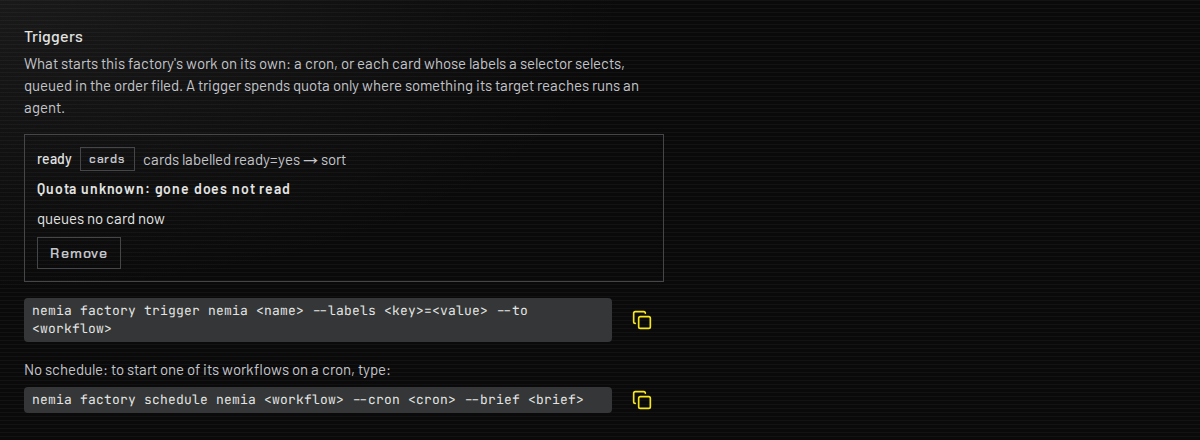 Triggers
What starts this factory's work on its own: a cron, or each card whose labels a selector selects,
queued in the order filed. A trigger spends quota only where something its target reaches runs an
agent.
ready cards cards labelled ready=yes → sort
Quota unknown: gone does not read
queues no card now
Remove
nemia factory trigger nemia <name> --labels <key>=<value> --to
<workflow>
No schedule: to start one of its workflows on a cron, type:
nemia factory schedule nemia <workflow> --cron <cron> --brief <brief>